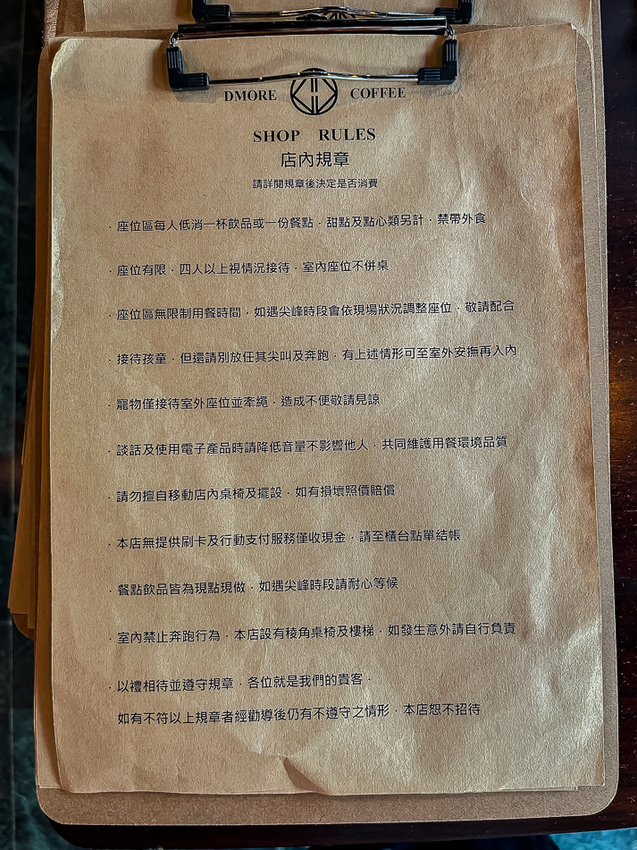 DMORE COFFEE
SHOP RULES
店內規章
請詳閱規章後決定是否消費
· 座位區每人低消一杯飲品或一份餐點 · 甜點及點心類另計 · 禁帶外食
· 座位有限 · 四人以上視情況接待 · 室內座位不併桌
· 座位區無限制用餐時間 · 如遇尖峰時段會依現場狀況調整座位 · 敬請配合
· 接待孩童 · 但還請別放任其尖叫及奔跑 · 有上述情形可至室外安撫再入內
· 寵物僅接待室外座位並牽繩 · 造成不便敬請見諒
· 談話及使用電子產品時請降低音量不影響他人 · 共同維護用餐環境品質
· 請勿擅自移動店內桌椅及擺設 · 如有損壞照價賠償
· 本店無提供刷卡及行動支付服務僅收現金 · 請至櫃台點單結帳
· 餐點飲品皆為現點現做 · 如遇尖峰時段請耐心等候
· 室內禁止奔跑行為 · 本店設有稜角桌椅及樓梯 · 如發生意外請自行負責
· 以禮相待並遵守規章 · 各位就是我們的貴客 ·
如有不符以上規章者經勸導後仍有不遵守之情形 · 本店恕不招待